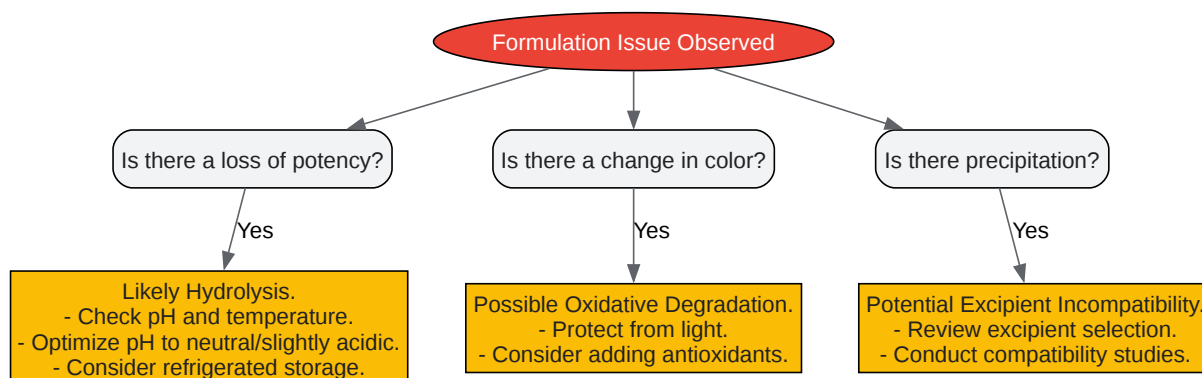 Formulation Issue Observed
Is there a loss of potency?
Is there a change in color?
Is there precipitation?
Yes
Yes
Yes
Likely Hydrolysis.
- Check pH and temperature.
- Optimize pH to neutral/slightly acidic.
- Consider refrigerated storage.
Possible Oxidative Degradation.
- Protect from light.
- Consider adding antioxidants.
Potential Excipient Incompatibility.
- Review excipient selection.
- Conduct compatibility studies.